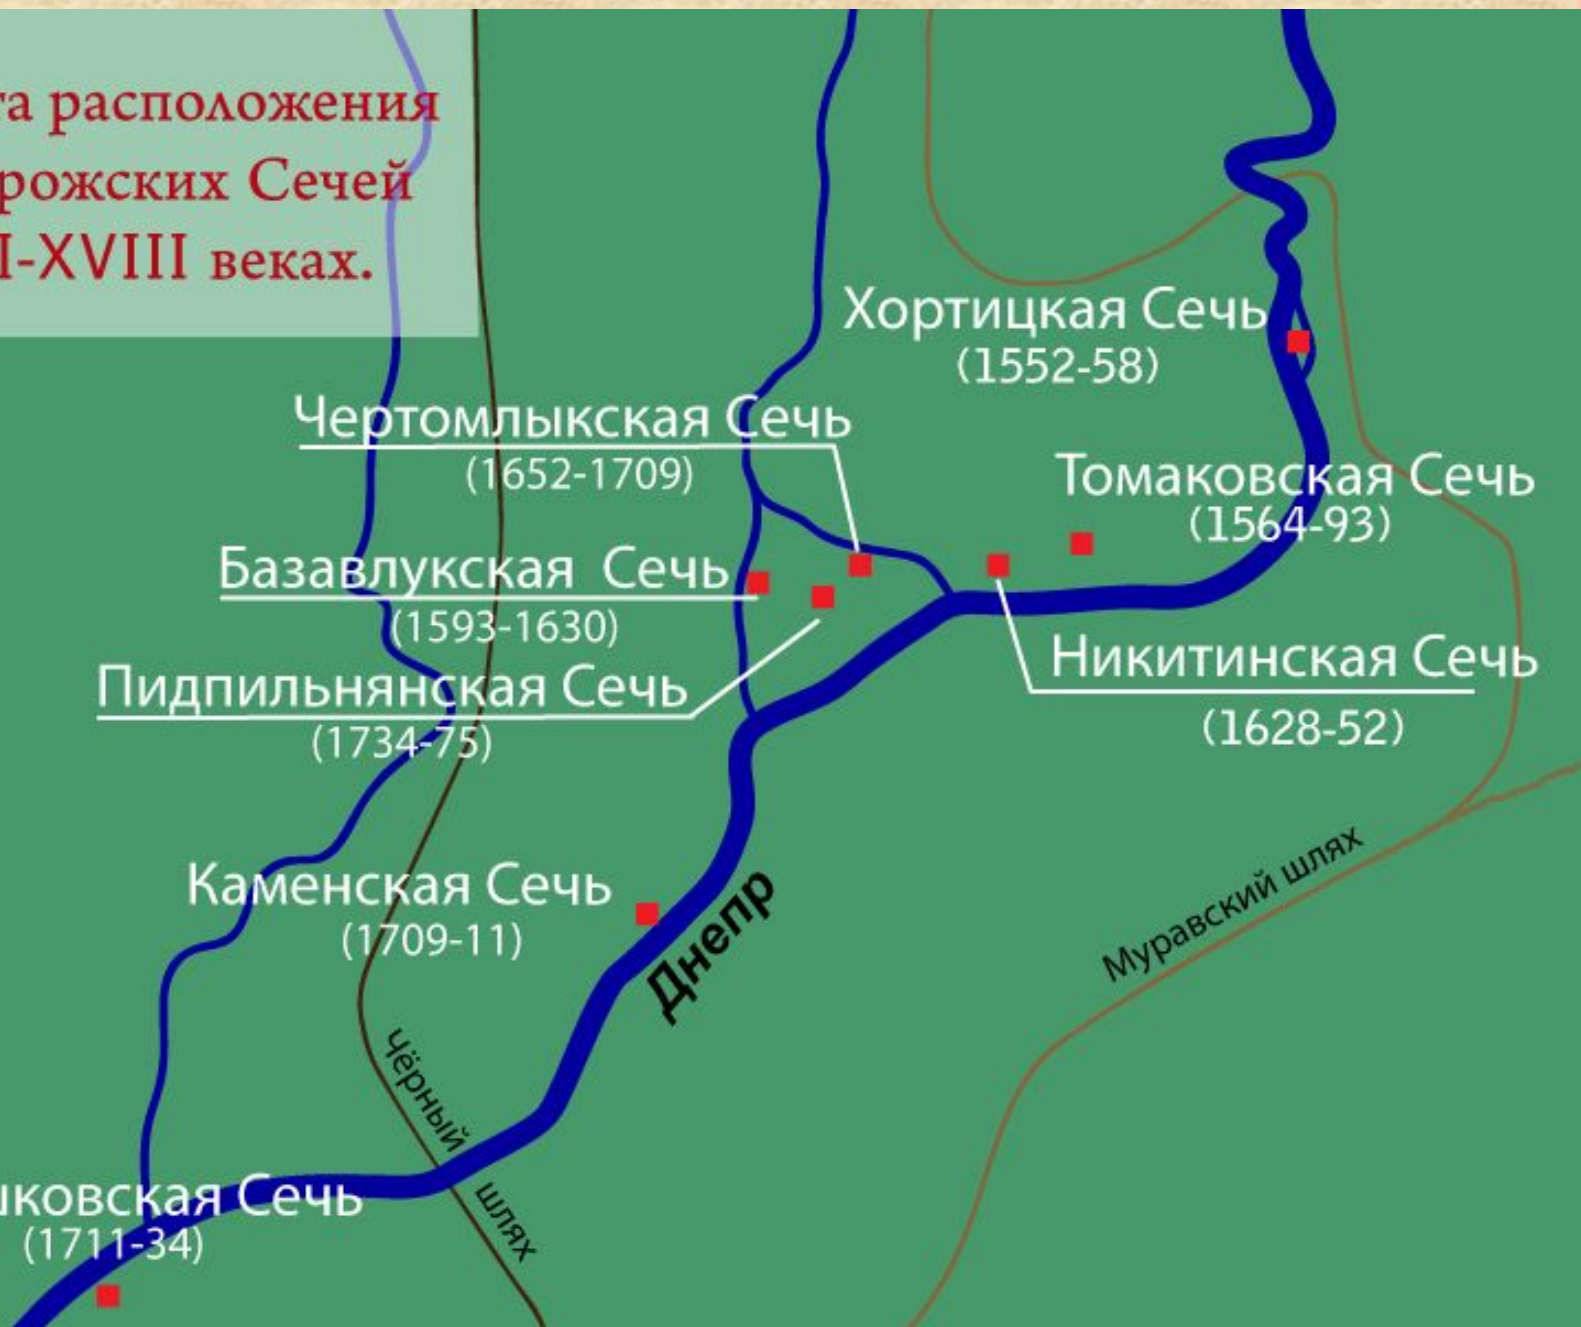 та расположения
рожских Сечей
I-XVIII веках.
Хортицкая Сечь
(1552-58)
Чертомлыкская Сечь
(1652-1709)
Томаковская Сечь
(1564-93)
Базавлукская Сечь
(1593-1630)
Никитинская Сечь
(1628-52)
Пидпильнянская Сечь
(1734-75)
Каменская Сечь
(1709-11)
Днепр
Муравский шлях
Чёрный шлях
шковская Сечь
(1711-34)